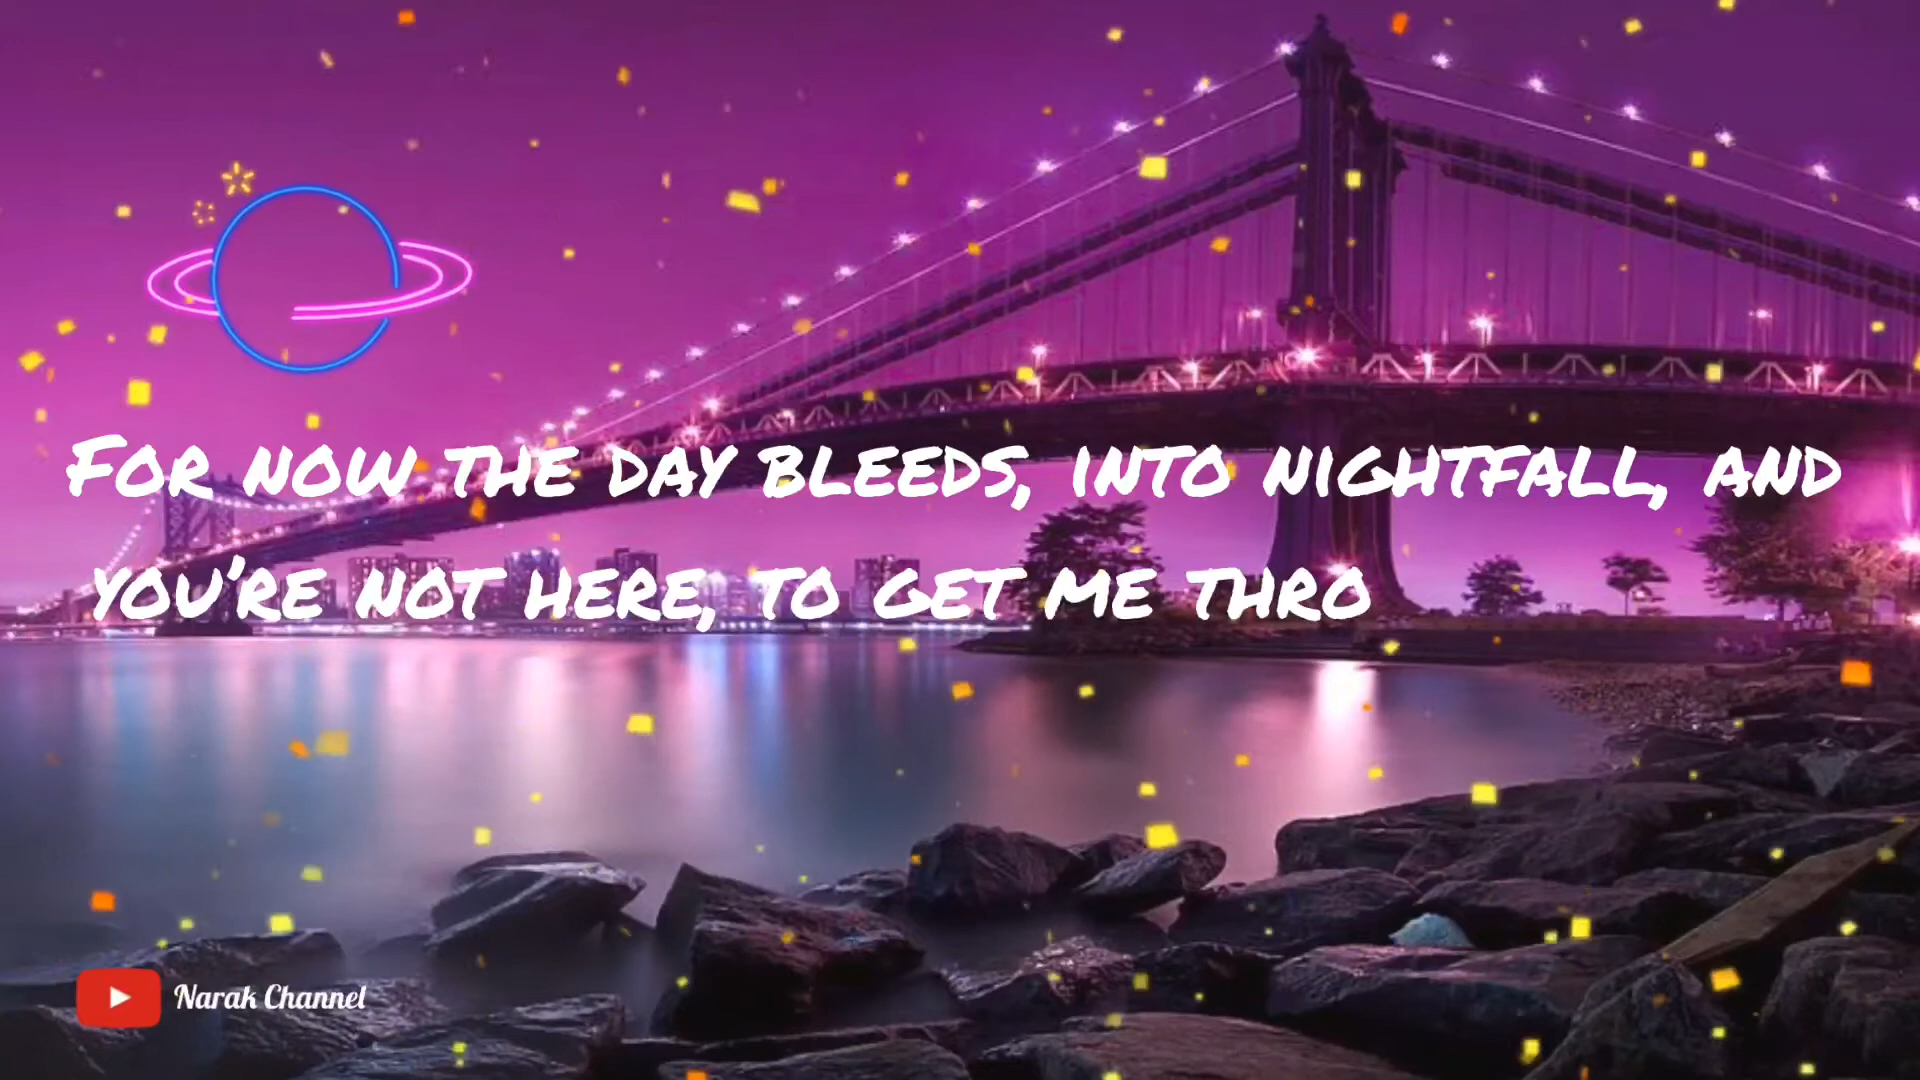 FOR NOW THE DAY BLEEDS, INTO NIGHTFALL, AND
YOU'RE NOT HERE, TO GET ME THRO
Narak Channel